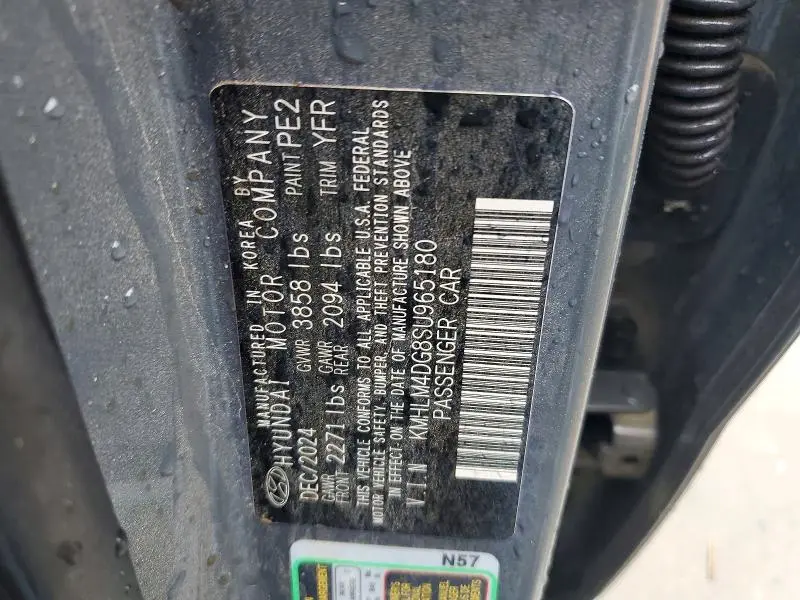 MANUFACTURED IN KOREA BY
HYUNDAI MOTOR COMPANY
DEC/2024 GVWR 3858 lbs PAINT PE2
GAWR FRONT 2271 lbs GAWR REAR 2094 lbs TRIM YFR
THIS VEHICLE CONFORMS TO ALL APPLICABLE U.S.A. FEDERAL
MOTOR VEHICLE SAFETY, BUMPER, AND THEFT PREVENTION STANDARDS
IN EFFECT ON THE DATE OF MANUFACTURE SHOWN ABOVE
V.I.N KMHLM4DG8SU965180
PASSENGER CAR
N57